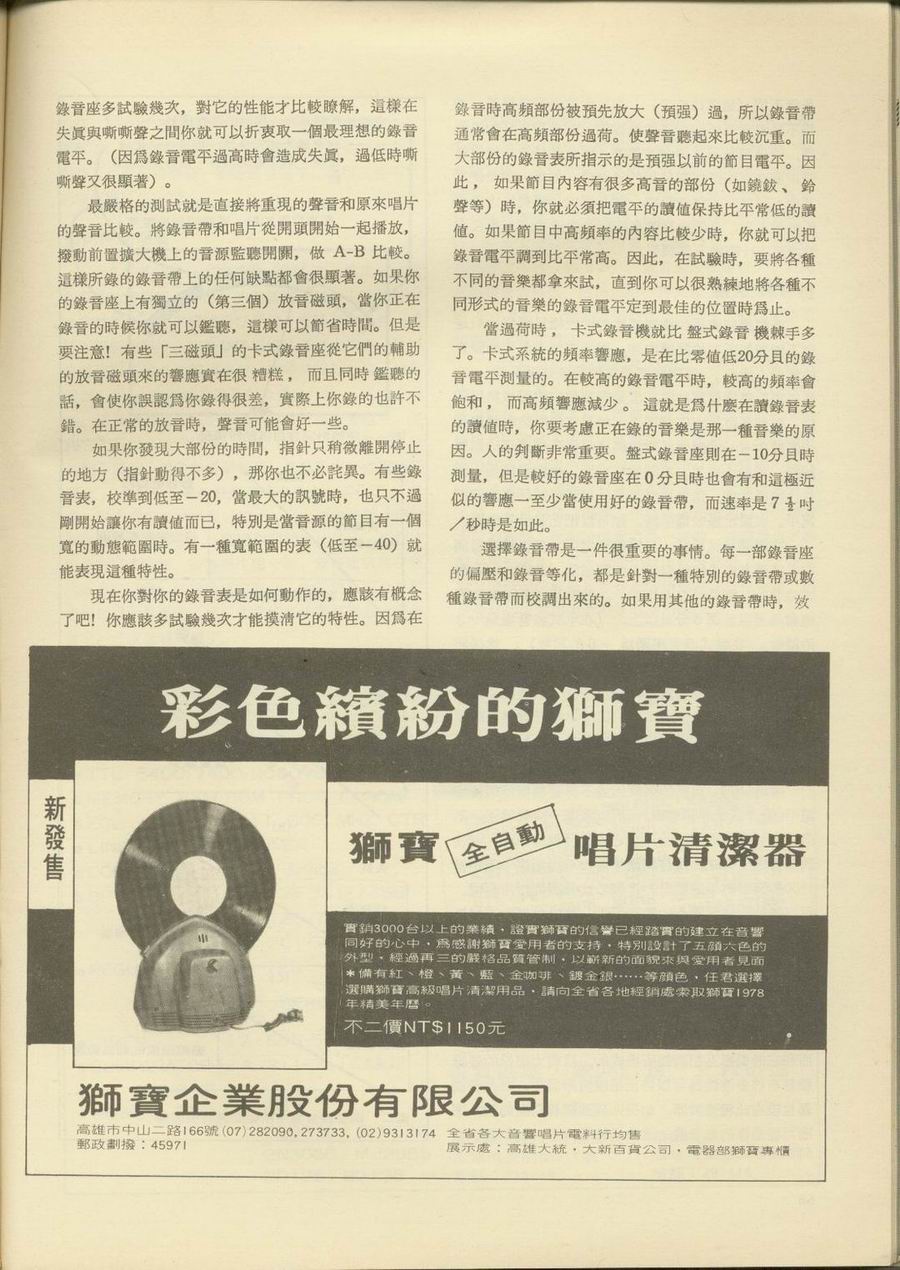 錄音座多試驗幾次，對它的性能才比較瞭解，這樣在
失眞與嘶嘶聲之間你就可以折衷取一個最理想的錄音
電平。（因爲錄音電平過高時會造成失眞，過低時嘶
嘶聲又很顯著）。
最嚴格的測試就是直接將重現的聲音和原來唱片
的聲音比較。將錄音帶和唱片從開頭開始一起播放，
撥動前置擴大機上的音源監聽開關，做 A-B 比較。
這樣所錄的錄音帶上的任何缺點都會很顯著。如果你
的錄音座上有獨立的（第三個）放音磁頭，當你正在
錄音的時候你就可以鑑聽，這樣可以節省時間。但是
要注意！有些「三磁頭」的卡式錄音座從它們的輔助
的放音磁頭來的響應實在很 糟糕， 而且同時 鑑聽的
話，會使你誤認爲你錄得很差，實際上你錄的也許不
錯。在正常的放音時，聲音可能會好一些。
如果你發現大部份的時間，指針只稍微離開停止
的地方（指針動得不多），那你也不必詫異。有些錄
音表，校準到低至－20，當最大的訊號時，也只不過
剛開始讓你有讀值而已，特別是當音源的節目有一個
寬的動態範圍時。有一種寬範圍的表（低至－40）就
能表現這種特性。
現在你對你的錄音表是如何動作的，應該有槪念
了吧！你應該多試驗幾次才能摸淸它的特性。因爲在
錄音時高頻部份被預先放大（預强）過，所以錄音帶
通常會在高頻部份過荷。使聲音聽起來比較沉重。而
大部份的錄音表所指示的是預强以前的節目電平。因
此， 如果節目內容有很多高音的部份（如鐃鈸、 鈴
聲等）時，你就必須把電平的讀值保持比平常低的讀
値。如果節目中高頻率的內容比較少時，你就可以把
錄音電平調到比平常高。因此，在試驗時，要將各種
不同的音樂都拿來試，直到你可以很熟練地將各種不
同形式的音樂的錄音電平定到最佳的位置時爲止。
當過荷時， 卡式錄音機就比 盤式錄音 機棘手多
了。卡式系統的頻率響應，是在比零値低20分貝的錄
音電平測量的。在較高的錄音電平時，較高的頻率會
飽和， 而高頻響應減少。 這就是爲什麼在讀錄音表
的讀値時，你要考慮正在錄的音樂是那一種音樂的原
因。人的判斷非常重要。盤式錄音座則在－10分貝時
測量，但是較好的錄音座在 0 分貝時也會有和這極近
似的響應一至少當使用好的錄音帶，而速率是 7 ½ 吋
／秒時是如此。
選擇錄音帶是一件很重要的事情。每一部錄音座
的偏壓和錄音等化，都是針對一種特別的錄音帶或數
種錄音帶而校調出來的。如果用其他的錄音帶時，效
彩色繽紛的獅寶
新發售
獅寶 全自動 唱片清潔器
實銷3000台以上的業績，證實獅寶的信譽已經踏實的建立在音響
同好的心中，爲感謝獅寶愛用者的支持，特別設計了五顏六色的
外型，經過再三的嚴格品質管制，以嶄新的面貌來與愛用者見面
＊備有紅、橙、黃、藍、金咖啡、鍍金銀……等顏色，任君選擇
選購獅寶高級唱片清潔用品，請向全省各地經銷處索取獅寶1978
年精美年曆。
不二價NT$1150元
獅寶企業股份有限公司
高雄市中山二路166號(07)282090,273733, (02)9313174 全省各大音響唱片電料行均售
郵政劃撥：45971 展示處：高雄大統・大新百貨公司・電器部獅寶專櫃